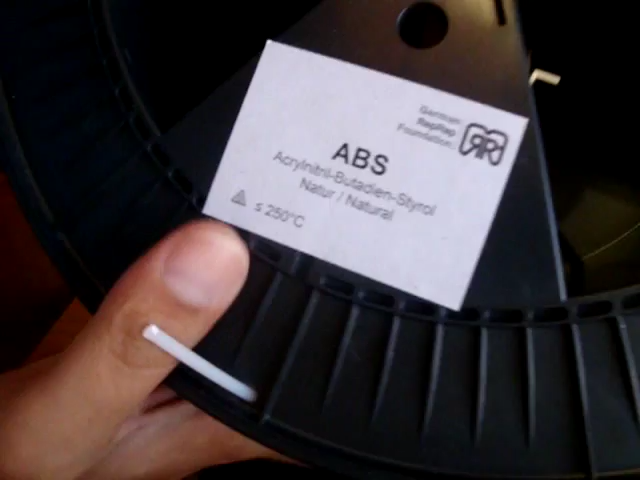 German
RepRap
Foundation
ABS
Acrylnitril-Butadien-Styrol
Natur / Natural
≤ 250°C